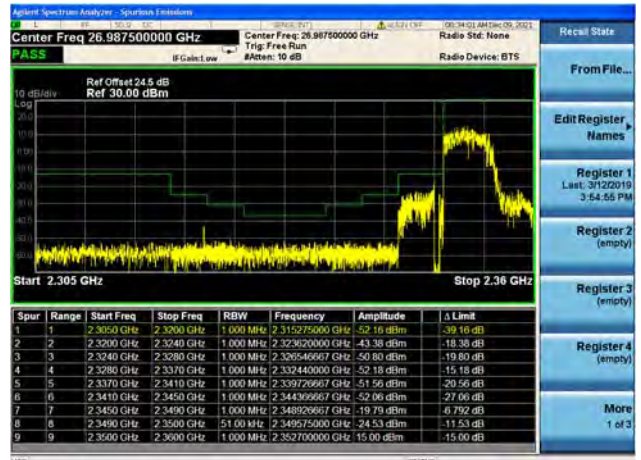 Agilent Spectrum Analyzer - Spurious Emissions
Center Freq 26.987500000 GHz
PASS
IFGain:Low
Center Freq: 26.987500000 GHz
Trig: Free Run
#Atten: 10 dB
ALIGN OFF
08:34:01 AM Dec 09, 2021
Radio Std: None
Radio Device: BTS
Ref Offset 24.5 dB
10 dB/div Ref 30.00 dBm
Log
Start 2.305 GHz Stop 2.36 GHz
Spur Range Start Freq Stop Freq RBW Frequency Amplitude Δ Limit
1 1 2.3050 GHz 2.3200 GHz 1.000 MHz 2.315275000 GHz -52.16 dBm -39.16 dB
2 2 2.3200 GHz 2.3240 GHz 1.000 MHz 2.323620000 GHz -43.38 dBm -18.38 dB
3 3 2.3240 GHz 2.3280 GHz 1.000 MHz 2.326546667 GHz -50.80 dBm -19.80 dB
4 4 2.3280 GHz 2.3370 GHz 1.000 MHz 2.332440000 GHz -52.18 dBm -15.18 dB
5 5 2.3370 GHz 2.3410 GHz 1.000 MHz 2.339726667 GHz -51.56 dBm -20.56 dB
6 6 2.3410 GHz 2.3450 GHz 1.000 MHz 2.344366667 GHz -52.06 dBm -27.06 dB
7 7 2.3450 GHz 2.3490 GHz 1.000 MHz 2.348926667 GHz -19.79 dBm -6.792 dB
8 8 2.3490 GHz 2.3500 GHz 51.00 kHz 2.349575000 GHz -24.53 dBm -11.53 dB
9 9 2.3500 GHz 2.3600 GHz 1.000 MHz 2.352700000 GHz 15.00 dBm -15.00 dB
Recall State
From File...
Edit Register
Names
Register 1
Last: 3/12/2019
3:54:55 PM
Register 2
(empty)
Register 3
(empty)
Register 4
(empty)
More
1 of 3